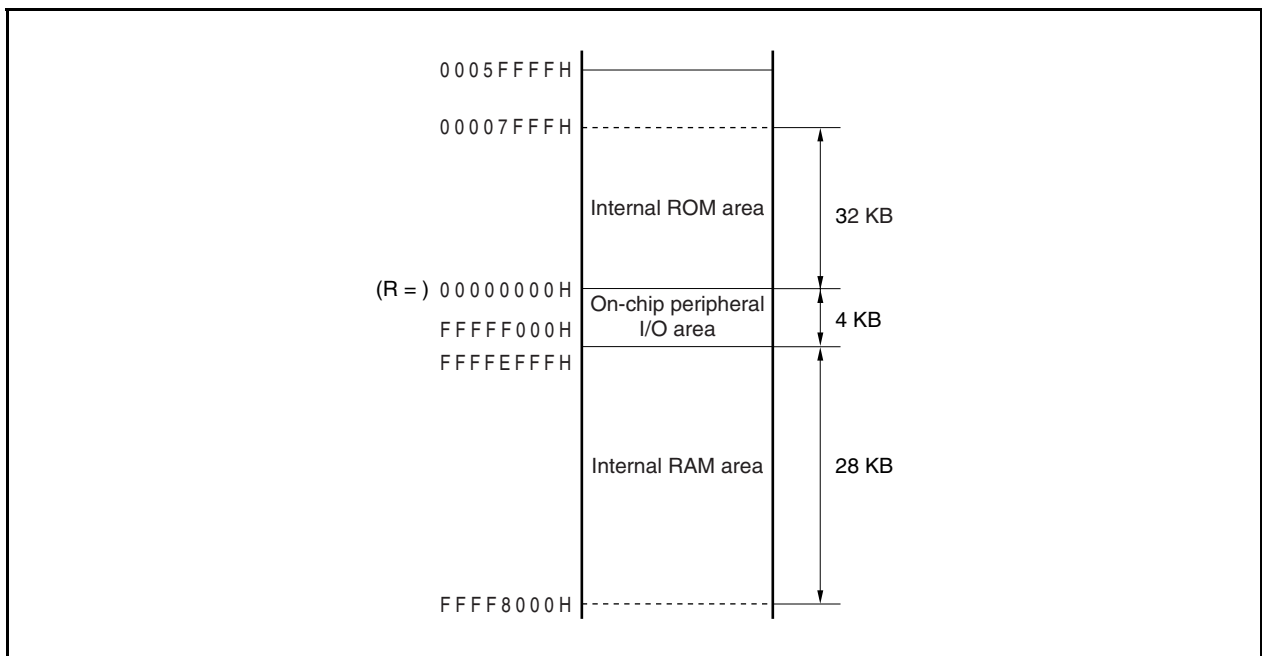 0005FFFFH
00007FFFH
Internal ROM area
32 KB
(R = ) 00000000H
On-chip peripheral
I/O area
4 KB
FFFFF000H
FFFFEFFFH
Internal RAM area
28 KB
FFFF8000H